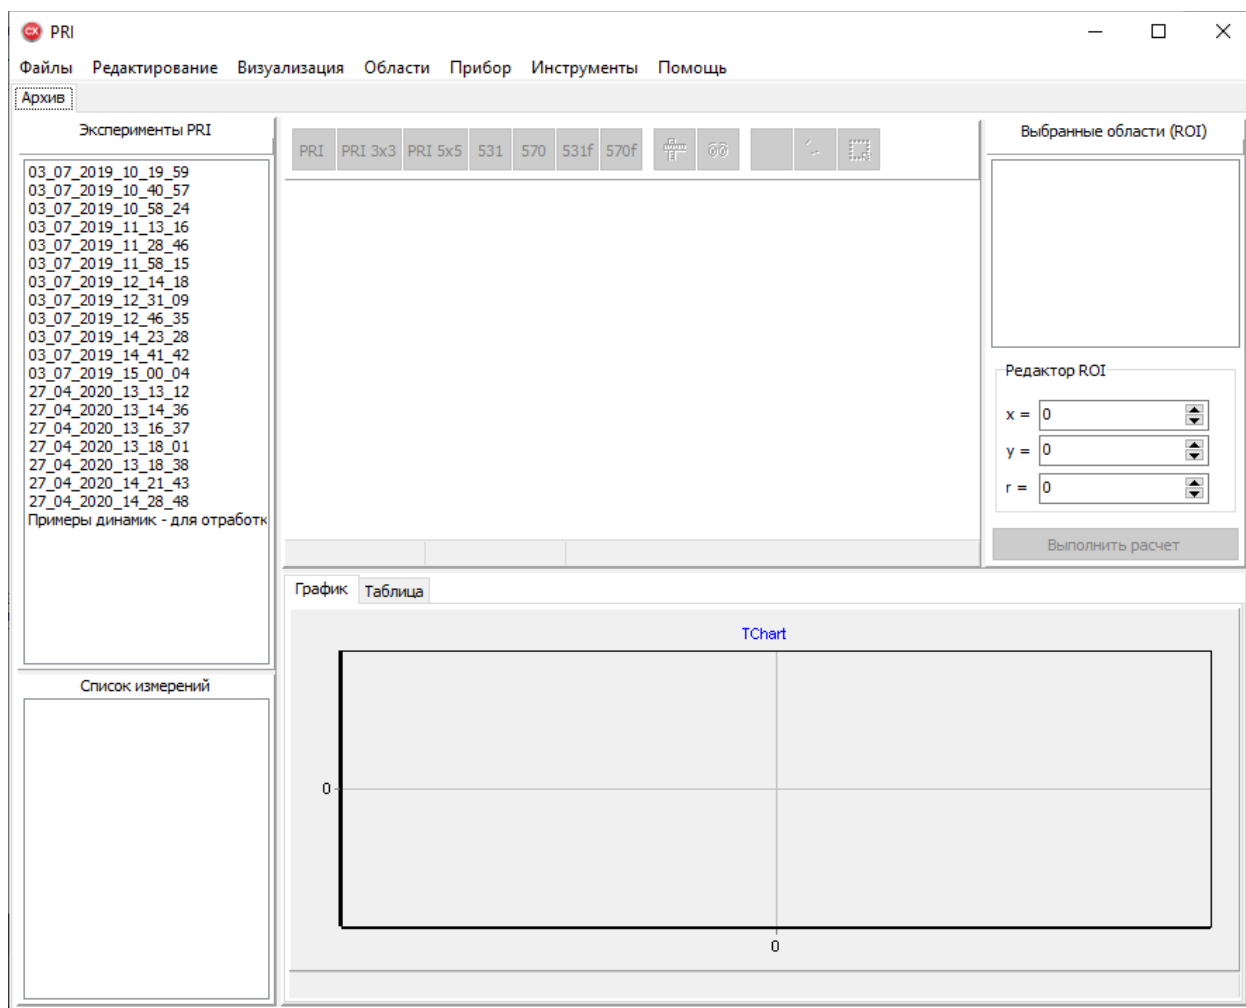 PRI
Файлы Редактирование Визуализация Области Прибор Инструменты Помощь
Архив
Эксперименты PRI
03_07_2019_10_19_59
03_07_2019_10_40_57
03_07_2019_10_58_24
03_07_2019_11_13_16
03_07_2019_11_28_46
03_07_2019_11_58_15
03_07_2019_12_14_18
03_07_2019_12_31_09
03_07_2019_12_46_35
03_07_2019_14_23_28
03_07_2019_14_41_42
03_07_2019_15_00_04
27_04_2020_13_13_12
27_04_2020_13_14_36
27_04_2020_13_16_37
27_04_2020_13_18_01
27_04_2020_13_18_38
27_04_2020_14_21_43
27_04_2020_14_28_48
Примеры динамик - для отработк
Список измерений
PRI PRI 3x3 PRI 5x5 531 570 531f 570f
Выбранные области (ROI)
Редактор ROI
x = 0
y = 0
r = 0
Выполнить расчет
График Таблица
TChart
0
0